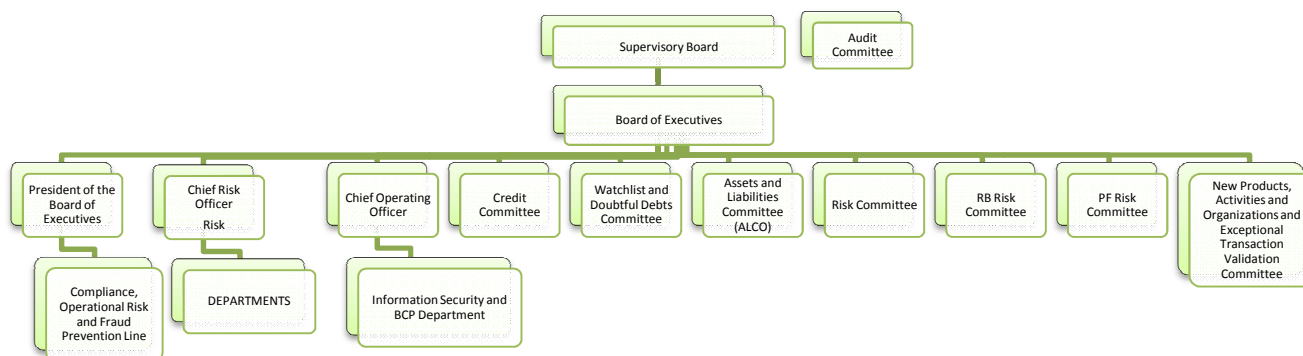 Supervisory Board
Audit
Committee
Board of Executives
President of the
Board of
Executives
Chief Risk
Officer
Risk
Chief Operating
Officer
Credit
Committee
Watchlist and
Doubtful Debts
Committee
Assets and
Liabilities
Committee
(ALCO)
Risk Committee
RB Risk
Committee
PF Risk
Committee
New Products,
Activities and
Organizations and
Exceptional
Transaction
Validation
Committee
Compliance,
Operational Risk
and Fraud
Prevention Line
DEPARTMENTS
Information Security and
BCP Department